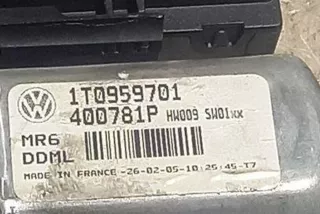 1T0959701
400781P HW009 SW01xx
MR6
DDML
MADE IN FRANCE -26-02-05-10:25:45-T7